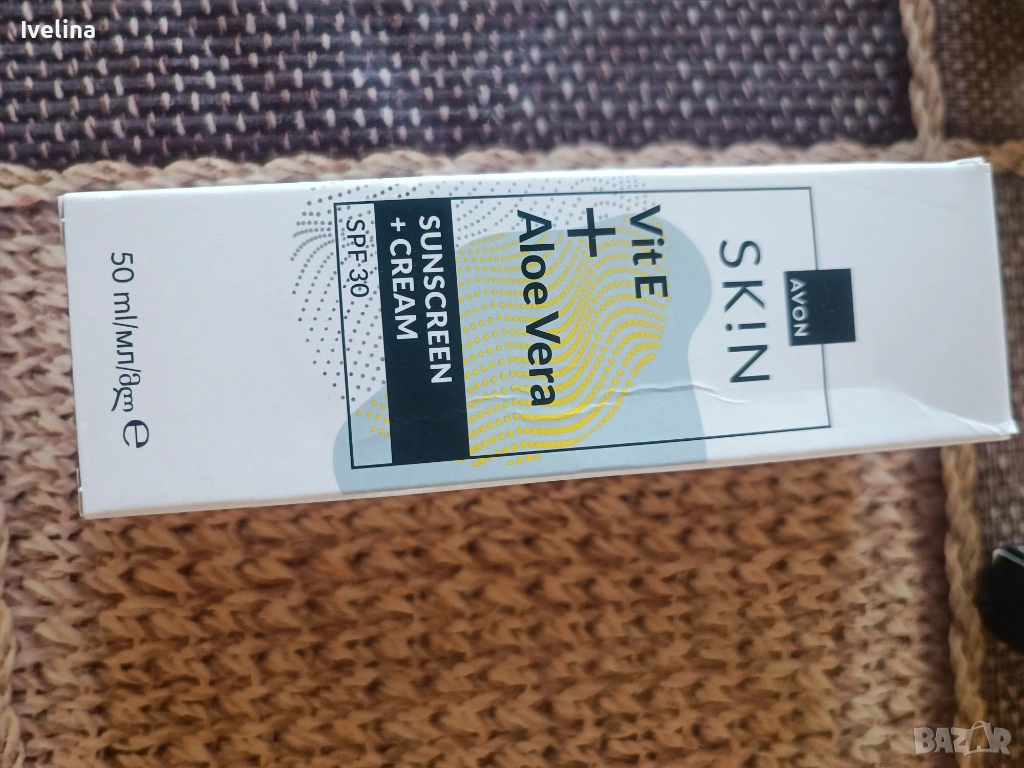 Ivelina
AVON
SK!N
Vit E
+
Aloe Vera
SUNSCREEN
+ CREAM
SPF 30
50 ml/мл/მლ e
BAZAR